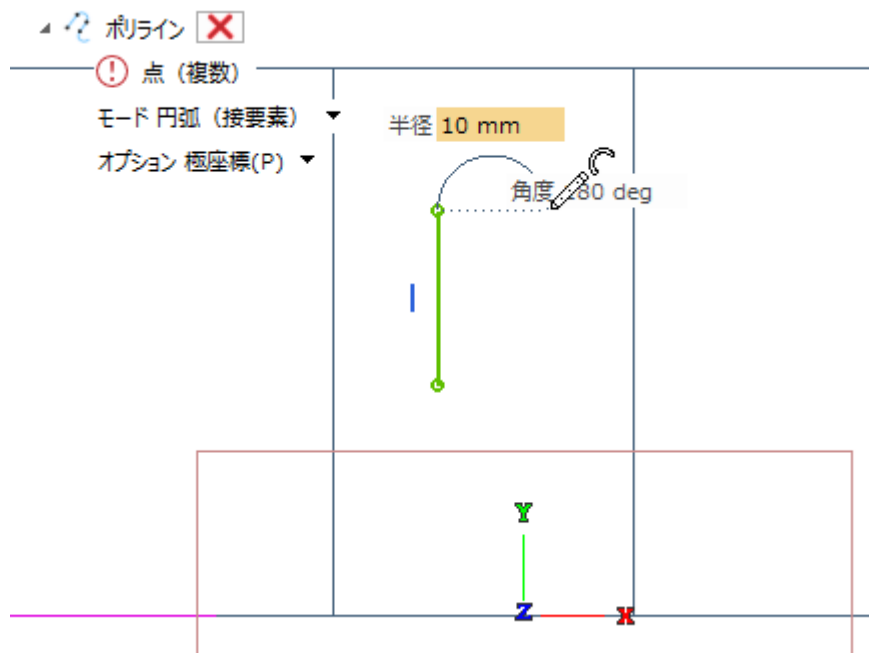 ポリライン
点（複数）
モード 円弧（接要素）
半径 10 mm
オプション 極座標(P)
角度 180 deg
Y
Z X